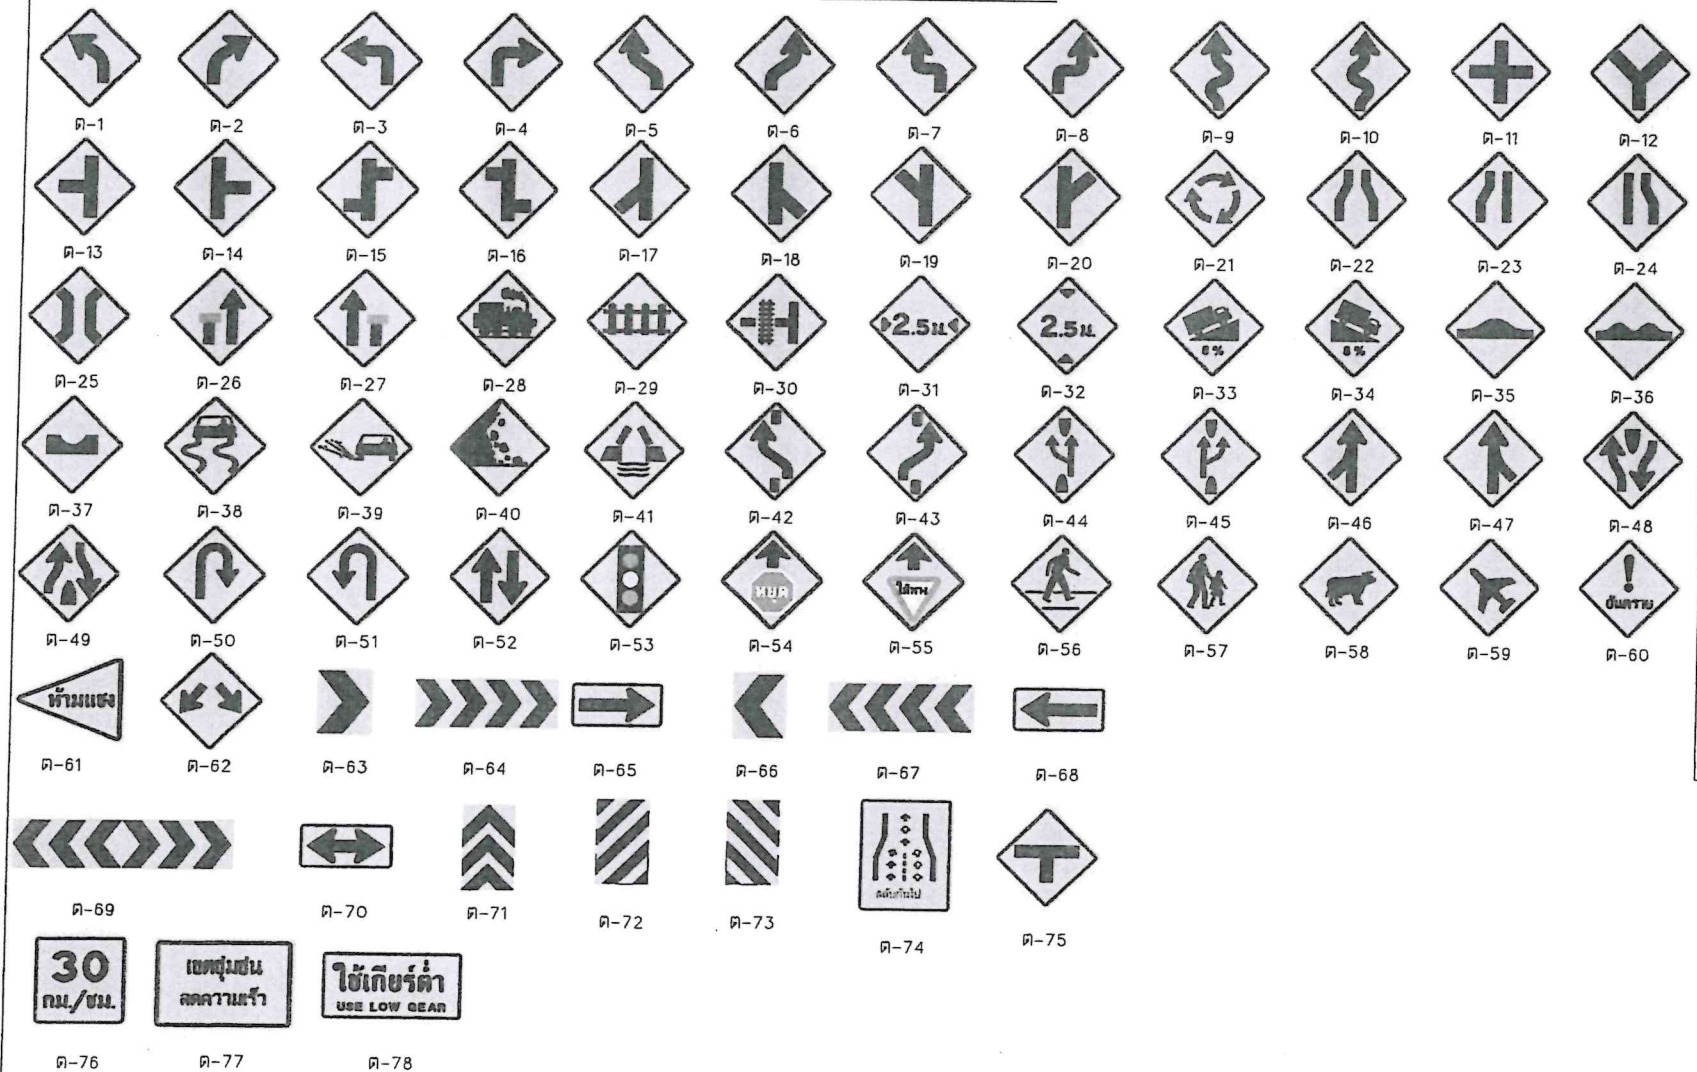 ต-1 ต-2 ต-3 ต-4 ต-5 ต-6 ต-7 ต-8 ต-9 ต-10 ต-11 ต-12
ต-13 ต-14 ต-15 ต-16 ต-17 ต-18 ต-19 ต-20 ต-21 ต-22 ต-23 ต-24
2.5ม. 2.5ม. 8% 8%
ต-25 ต-26 ต-27 ต-28 ต-29 ต-30 ต-31 ต-32 ต-33 ต-34 ต-35 ต-36
ต-37 ต-38 ต-39 ต-40 ต-41 ต-42 ต-43 ต-44 ต-45 ต-46 ต-47 ต-48
หยุด ให้ทาง ! อันตราย
ต-49 ต-50 ต-51 ต-52 ต-53 ต-54 ต-55 ต-56 ต-57 ต-58 ต-59 ต-60
ห้ามแซง
ต-61 ต-62 ต-63 ต-64 ต-65 ต-66 ต-67 ต-68
สลับกันไป
ต-69 ต-70 ต-71 ต-72 ต-73 ต-74 ต-75
30
กม./ชม.
เขตชุมชน
ลดความเร็ว
ใช้เกียร์ต่ำ
USE LOW GEAR
ต-76 ต-77 ต-78